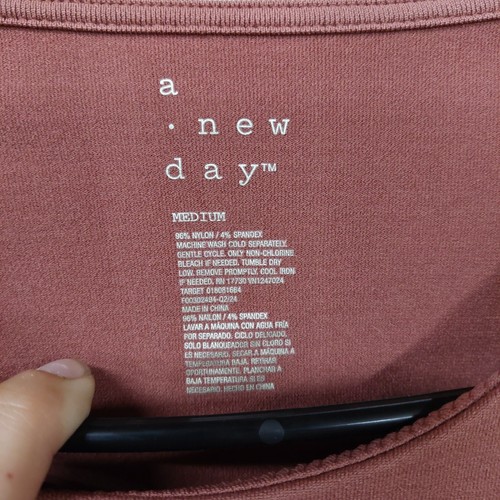 a
· new
day™
MEDIUM
96% NYLON / 4% SPANDEX
MACHINE WASH COLD SEPARATELY.
GENTLE CYCLE. ONLY NON-CHLORINE
BLEACH IF NEEDED. TUMBLE DRY
LOW. REMOVE PROMPTLY. COOL IRON
IF NEEDED. RN 17730 VN1247024
TARGET 016081664
F00302404-Q2/24
MADE IN CHINA
96% NAILON / 4% SPANDEX
LAVAR A MÁQUINA CON AGUA FRÍA
POR SEPARADO. CICLO DELICADO.
SOLO BLANQUEADOR SIN CLORO SI
ES NECESARIO. SECAR A MÁQUINA A
TEMPERATURA BAJA. RETIRAR
OPORTUNAMENTE. PLANCHAR A
BAJA TEMPERATURA SI ES
NECESARIO. HECHO EN CHINA